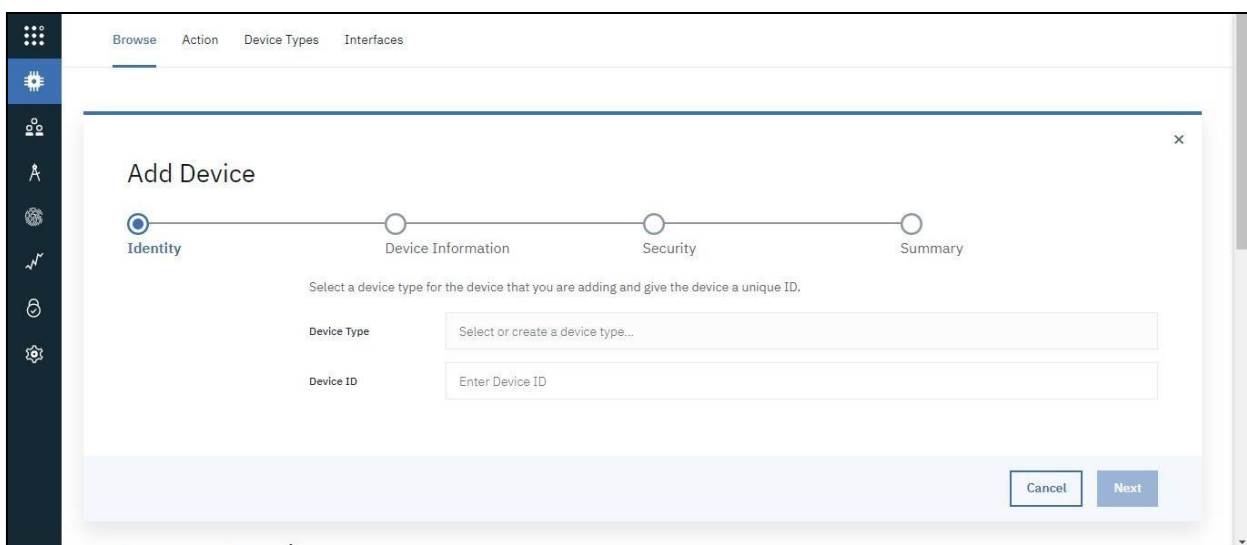 Browse Action Device Types Interfaces
Add Device
Identity Device Information Security Summary
Select a device type for the device that you are adding and give the device a unique ID.
Device Type Select or create a device type...
Device ID Enter Device ID
Cancel Next